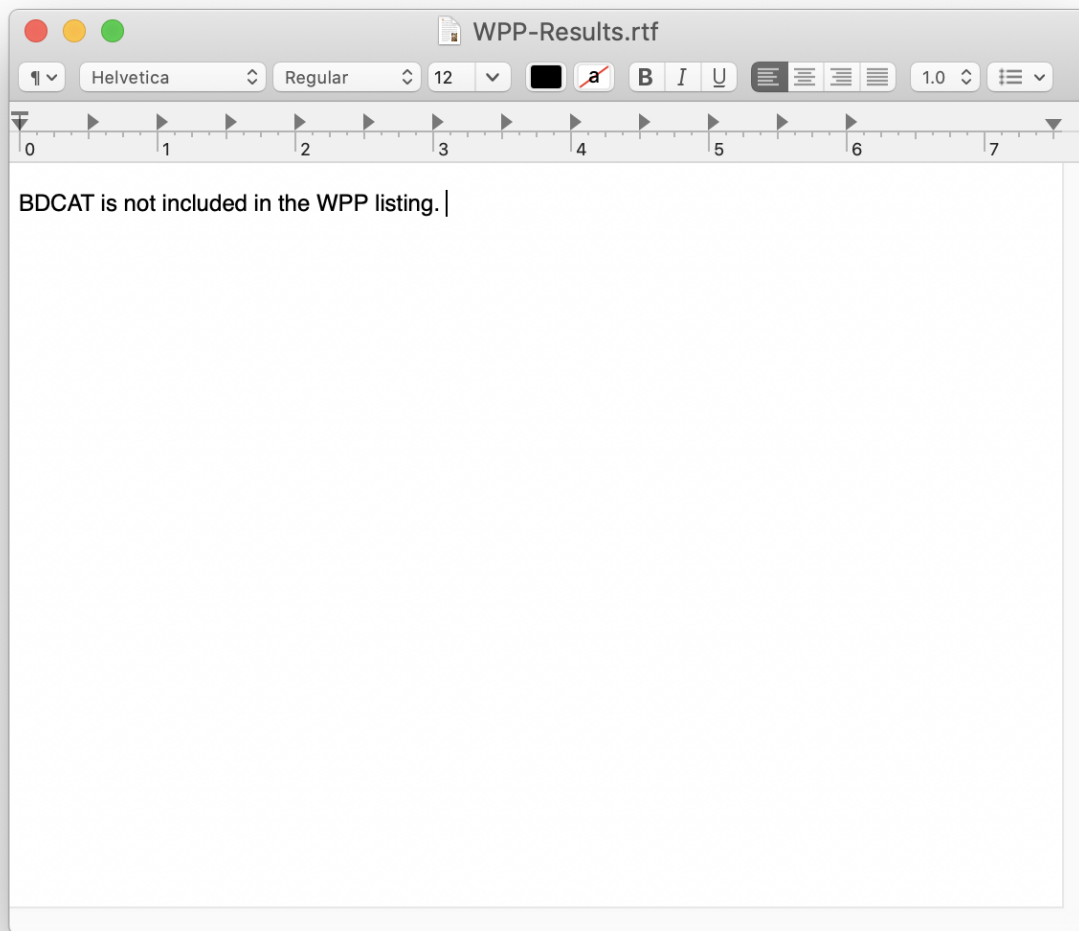 WPP-Results.rtf
¶ Helvetica Regular 12 a B I U 1.0
0 1 2 3 4 5 6 7
BDCAT is not included in the WPP listing.